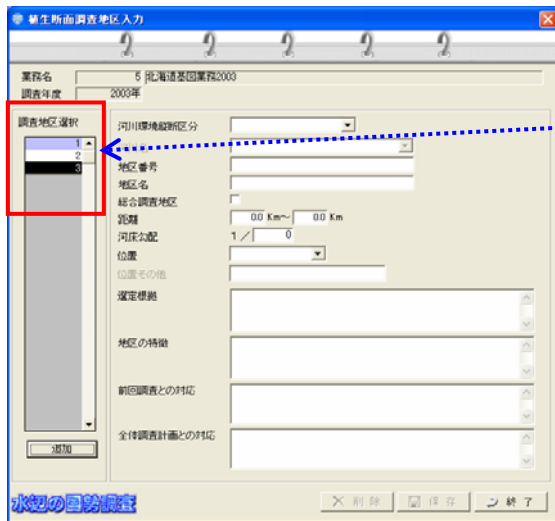 植生断面調査地区入力
業務名 5 北海道基図業務2003
調査年度 2003年
調査地区選択
1
2
3
追加
河川環境縦断区分
地区番号
地区名
総合調査地区
距離 0.0 Km～ 0.0 Km
河床勾配 1／ 0
位置
位置その他
選定根拠
地区の特徴
前回調査との対応
全体調査計画との対応
水辺の国勢調査
削除 保存 終了